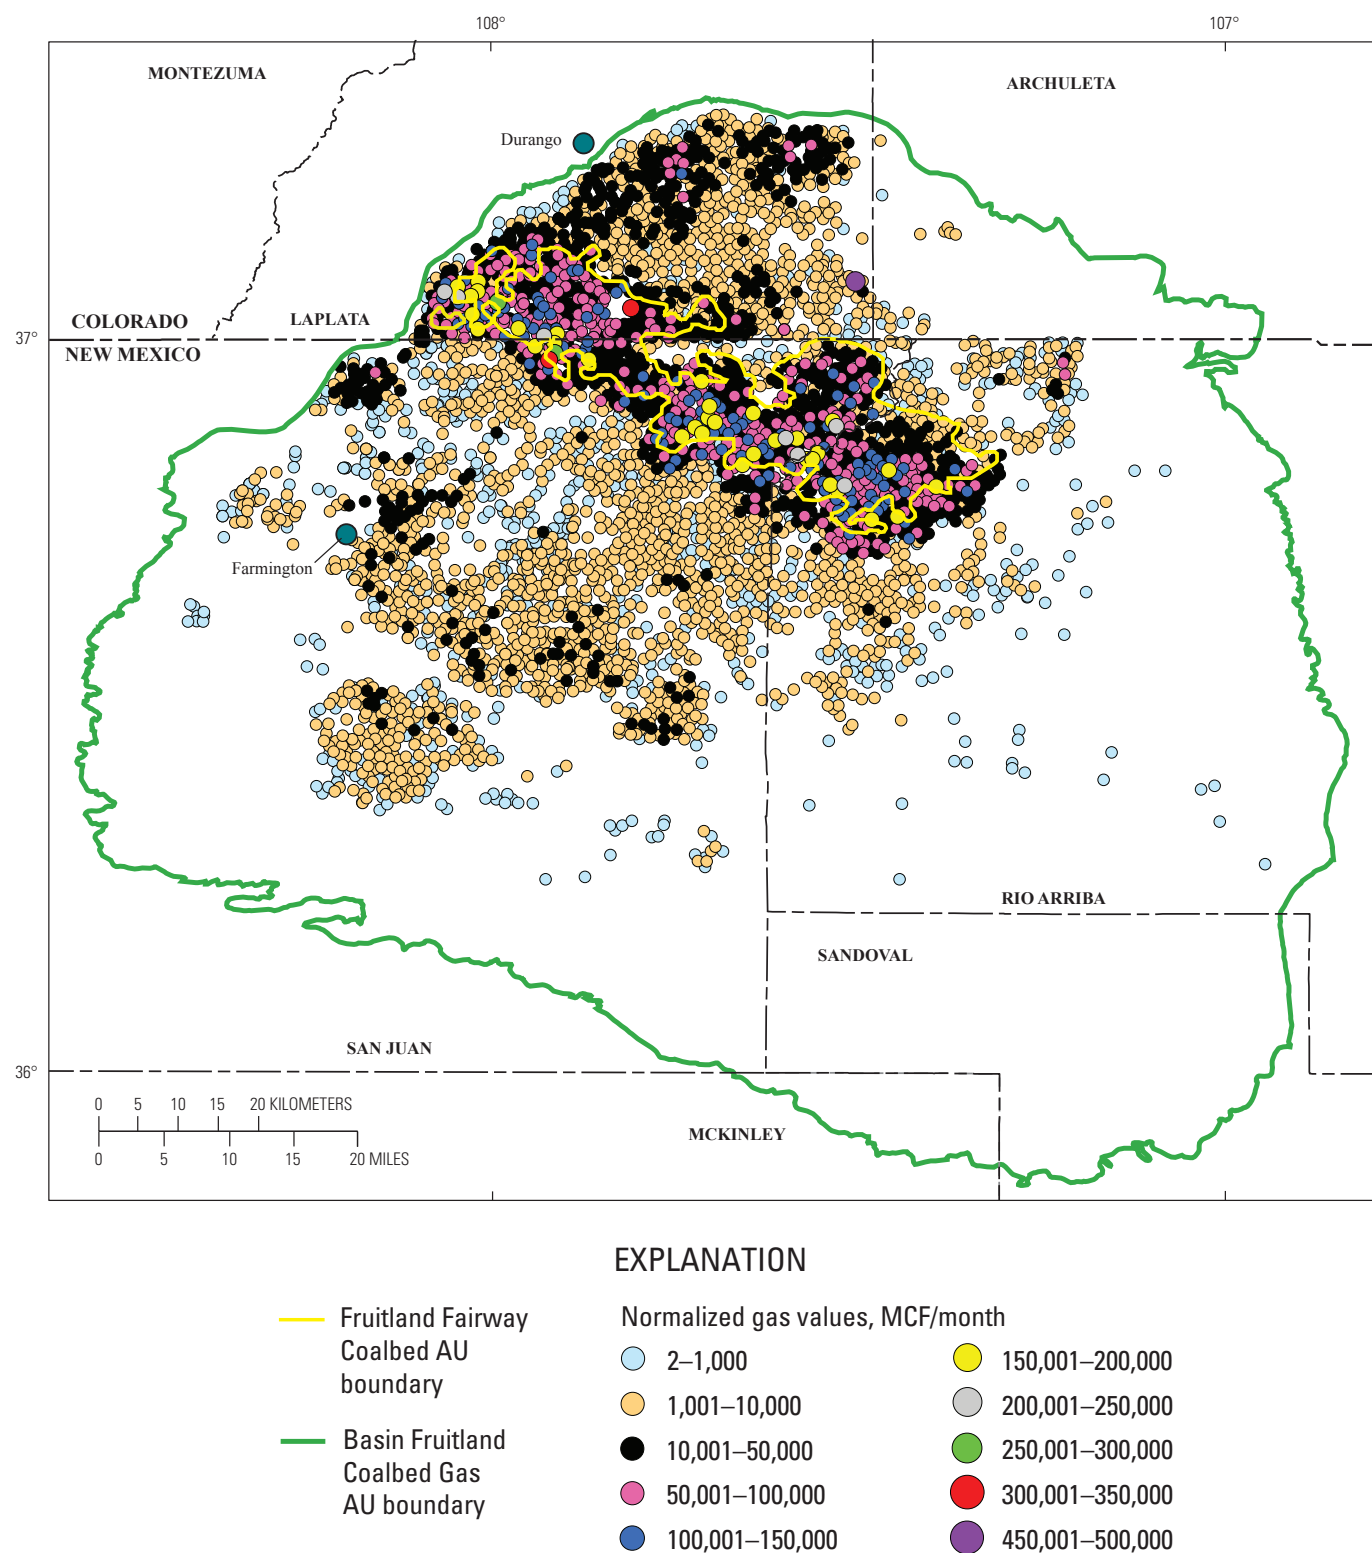 108°
107°
MONTEZUMA
ARCHULETA
Durango
COLORADO
LAPLATA
37°
NEW MEXICO
Farmington
RIO ARRIBA
SANDOVAL
SAN JUAN
36°
0 5 10 15 20 KILOMETERS
0 5 10 15 20 MILES
MCKINLEY
EXPLANATION
Fruitland Fairway
Coalbed AU
boundary
Basin Fruitland
Coalbed Gas
AU boundary
Normalized gas values, MCF/month
2–1,000
1,001–10,000
10,001–50,000
50,001–100,000
100,001–150,000
150,001–200,000
200,001–250,000
250,001–300,000
300,001–350,000
450,001–500,000